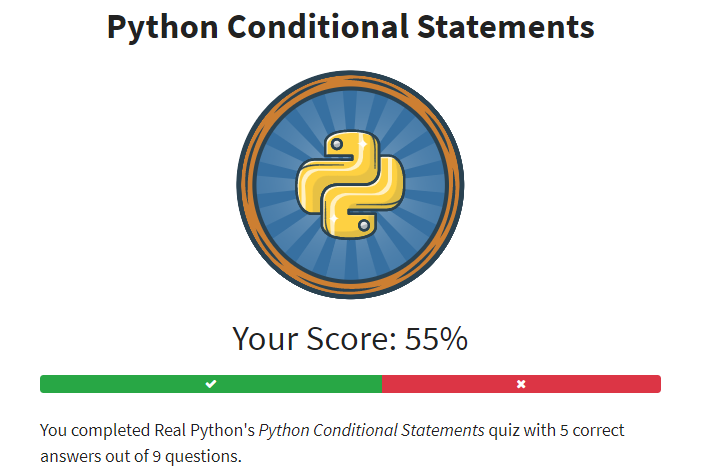 Python Conditional Statements
Your Score: 55%
You completed Real Python's Python Conditional Statements quiz with 5 correct
answers out of 9 questions.